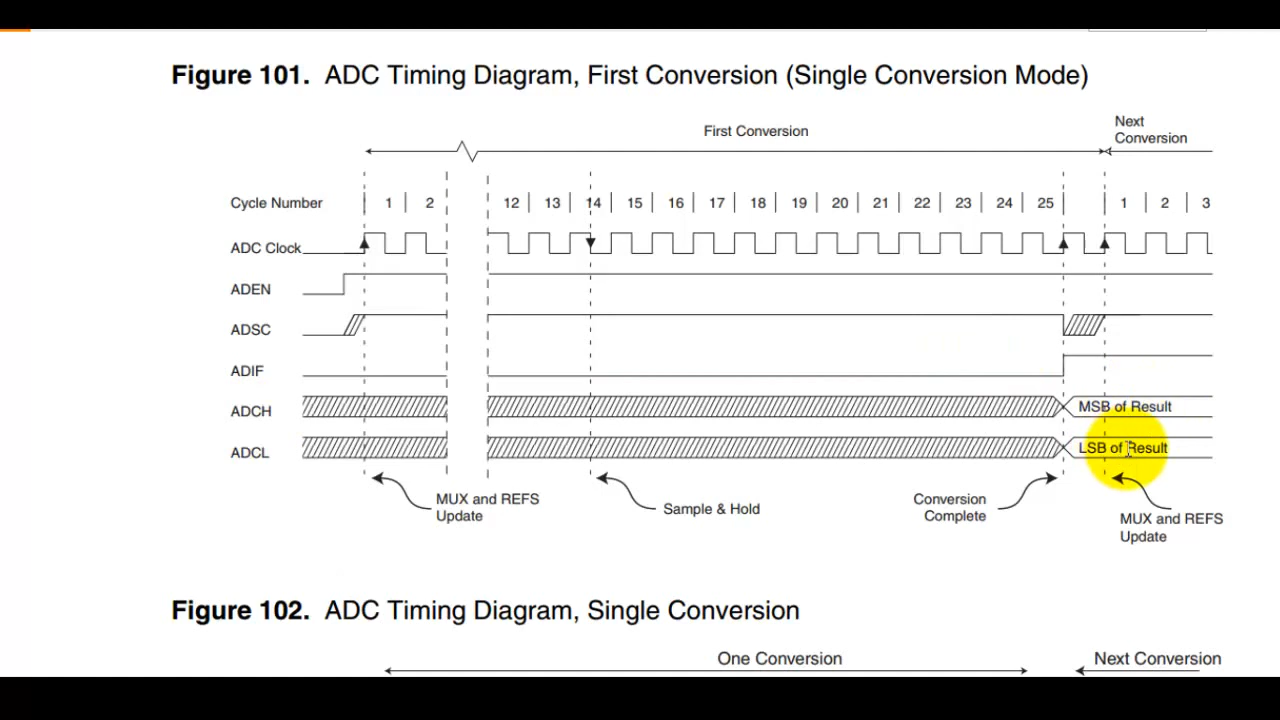 Figure 101. ADC Timing Diagram, First Conversion (Single Conversion Mode)
First Conversion
Next
Conversion
Cycle Number 1 2 12 13 14 15 16 17 18 19 20 21 22 23 24 25 1 2 3
ADC Clock
ADEN
ADSC
ADIF
ADCH MSB of Result
ADCL LSB of Result
MUX and REFS
Update
Sample & Hold
Conversion
Complete
MUX and REFS
Update
Figure 102. ADC Timing Diagram, Single Conversion
One Conversion Next Conversion